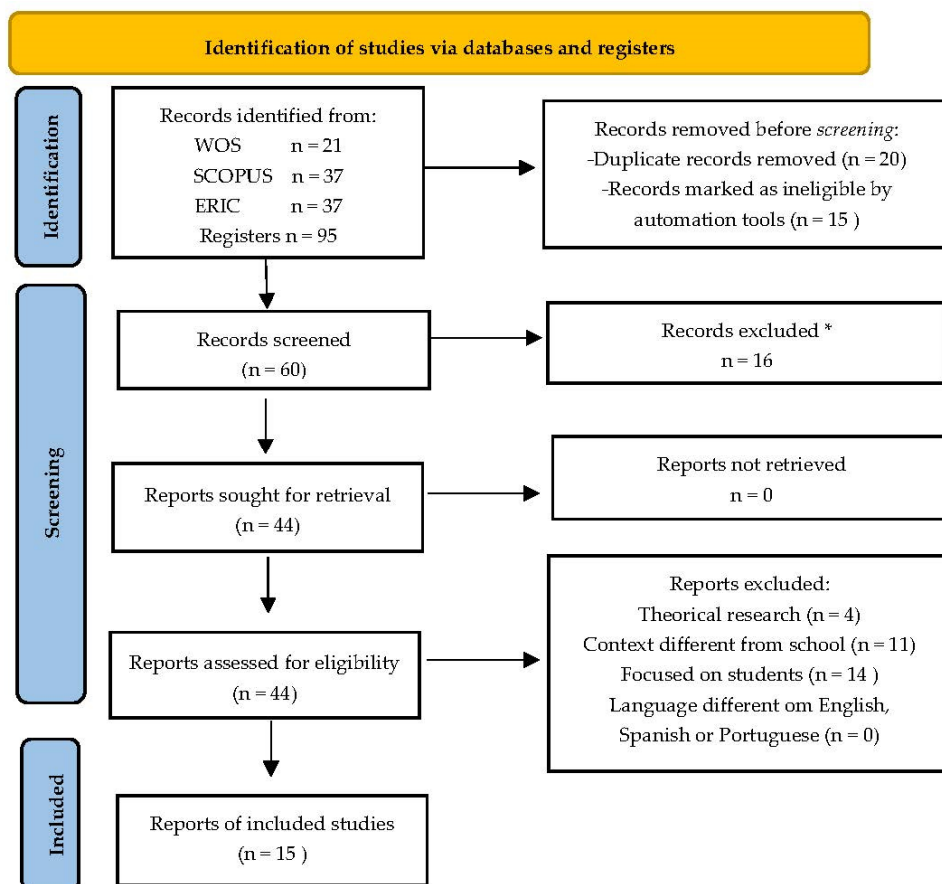 Identification of studies via databases and registers
Identification
Records identified from:
WOS n = 21
SCOPUS n = 37
ERIC n = 37
Registers n = 95
Records removed before screening:
-Duplicate records removed (n = 20)
-Records marked as ineligible by
automation tools (n = 15 )
Screening
Records screened
(n = 60)
Records excluded *
n = 16
Reports sought for retrieval
(n = 44)
Reports not retrieved
n = 0
Reports assessed for eligibility
(n = 44)
Reports excluded:
Theorical research (n = 4)
Context different from school (n = 11)
Focused on students (n = 14 )
Language different om English,
Spanish or Portuguese (n = 0)
Included
Reports of included studies
(n = 15 )